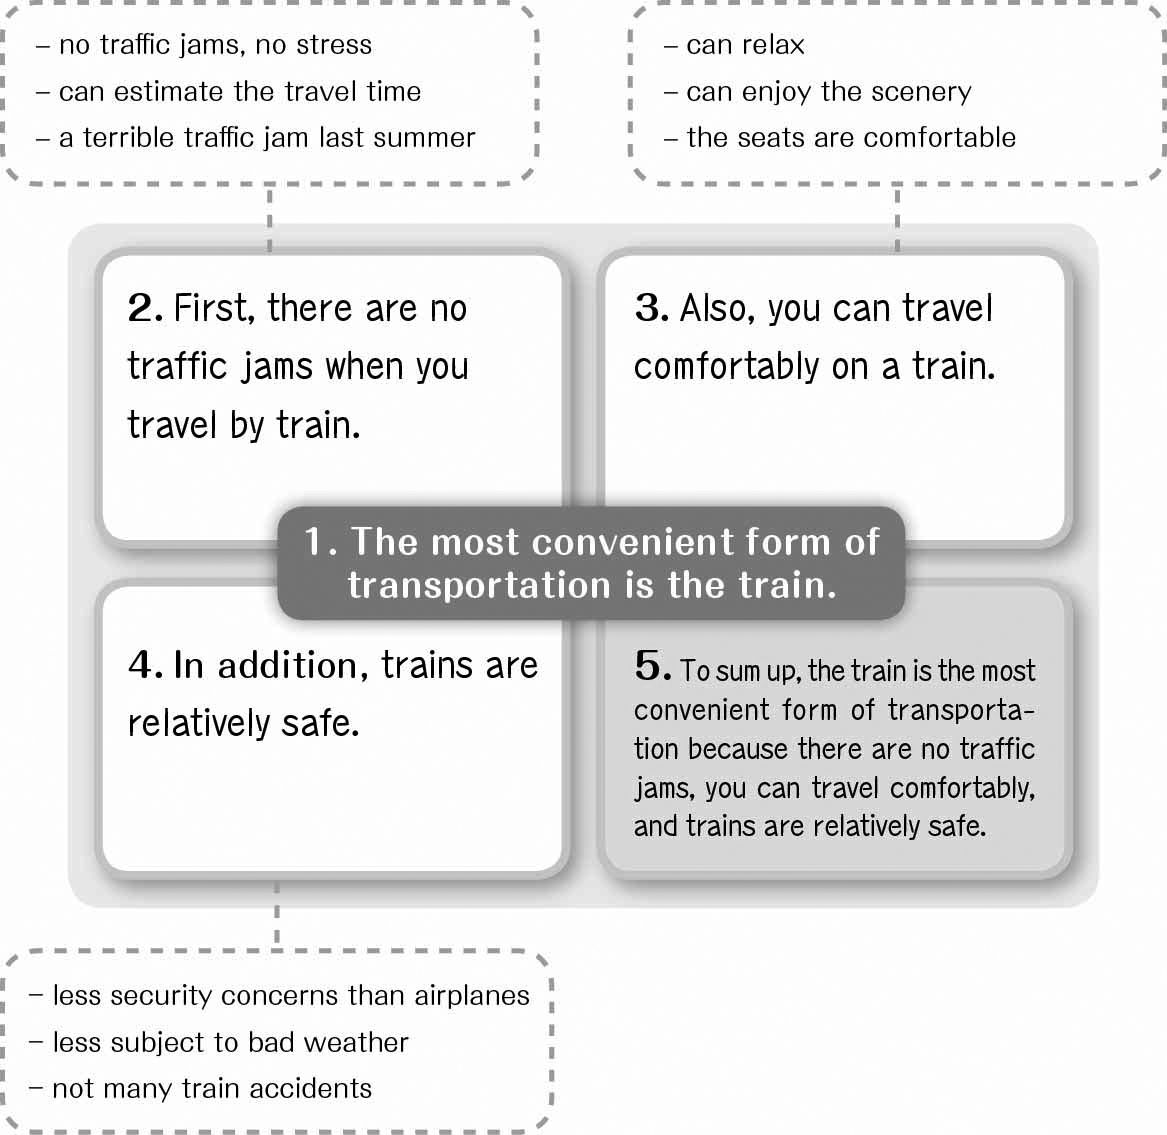 – no traffic jams, no stress
– can estimate the travel time
– a terrible traffic jam last summer
– can relax
– can enjoy the scenery
– the seats are comfortable
2. First, there are no
traffic jams when you
travel by train.
3. Also, you can travel
comfortably on a train.
1. The most convenient form of
transportation is the train.
4. In addition, trains are
relatively safe.
5. To sum up, the train is the most
convenient form of transporta-
tion because there are no traffic
jams, you can travel comfortably,
and trains are relatively safe.
– less security concerns than airplanes
– less subject to bad weather
– not many train accidents